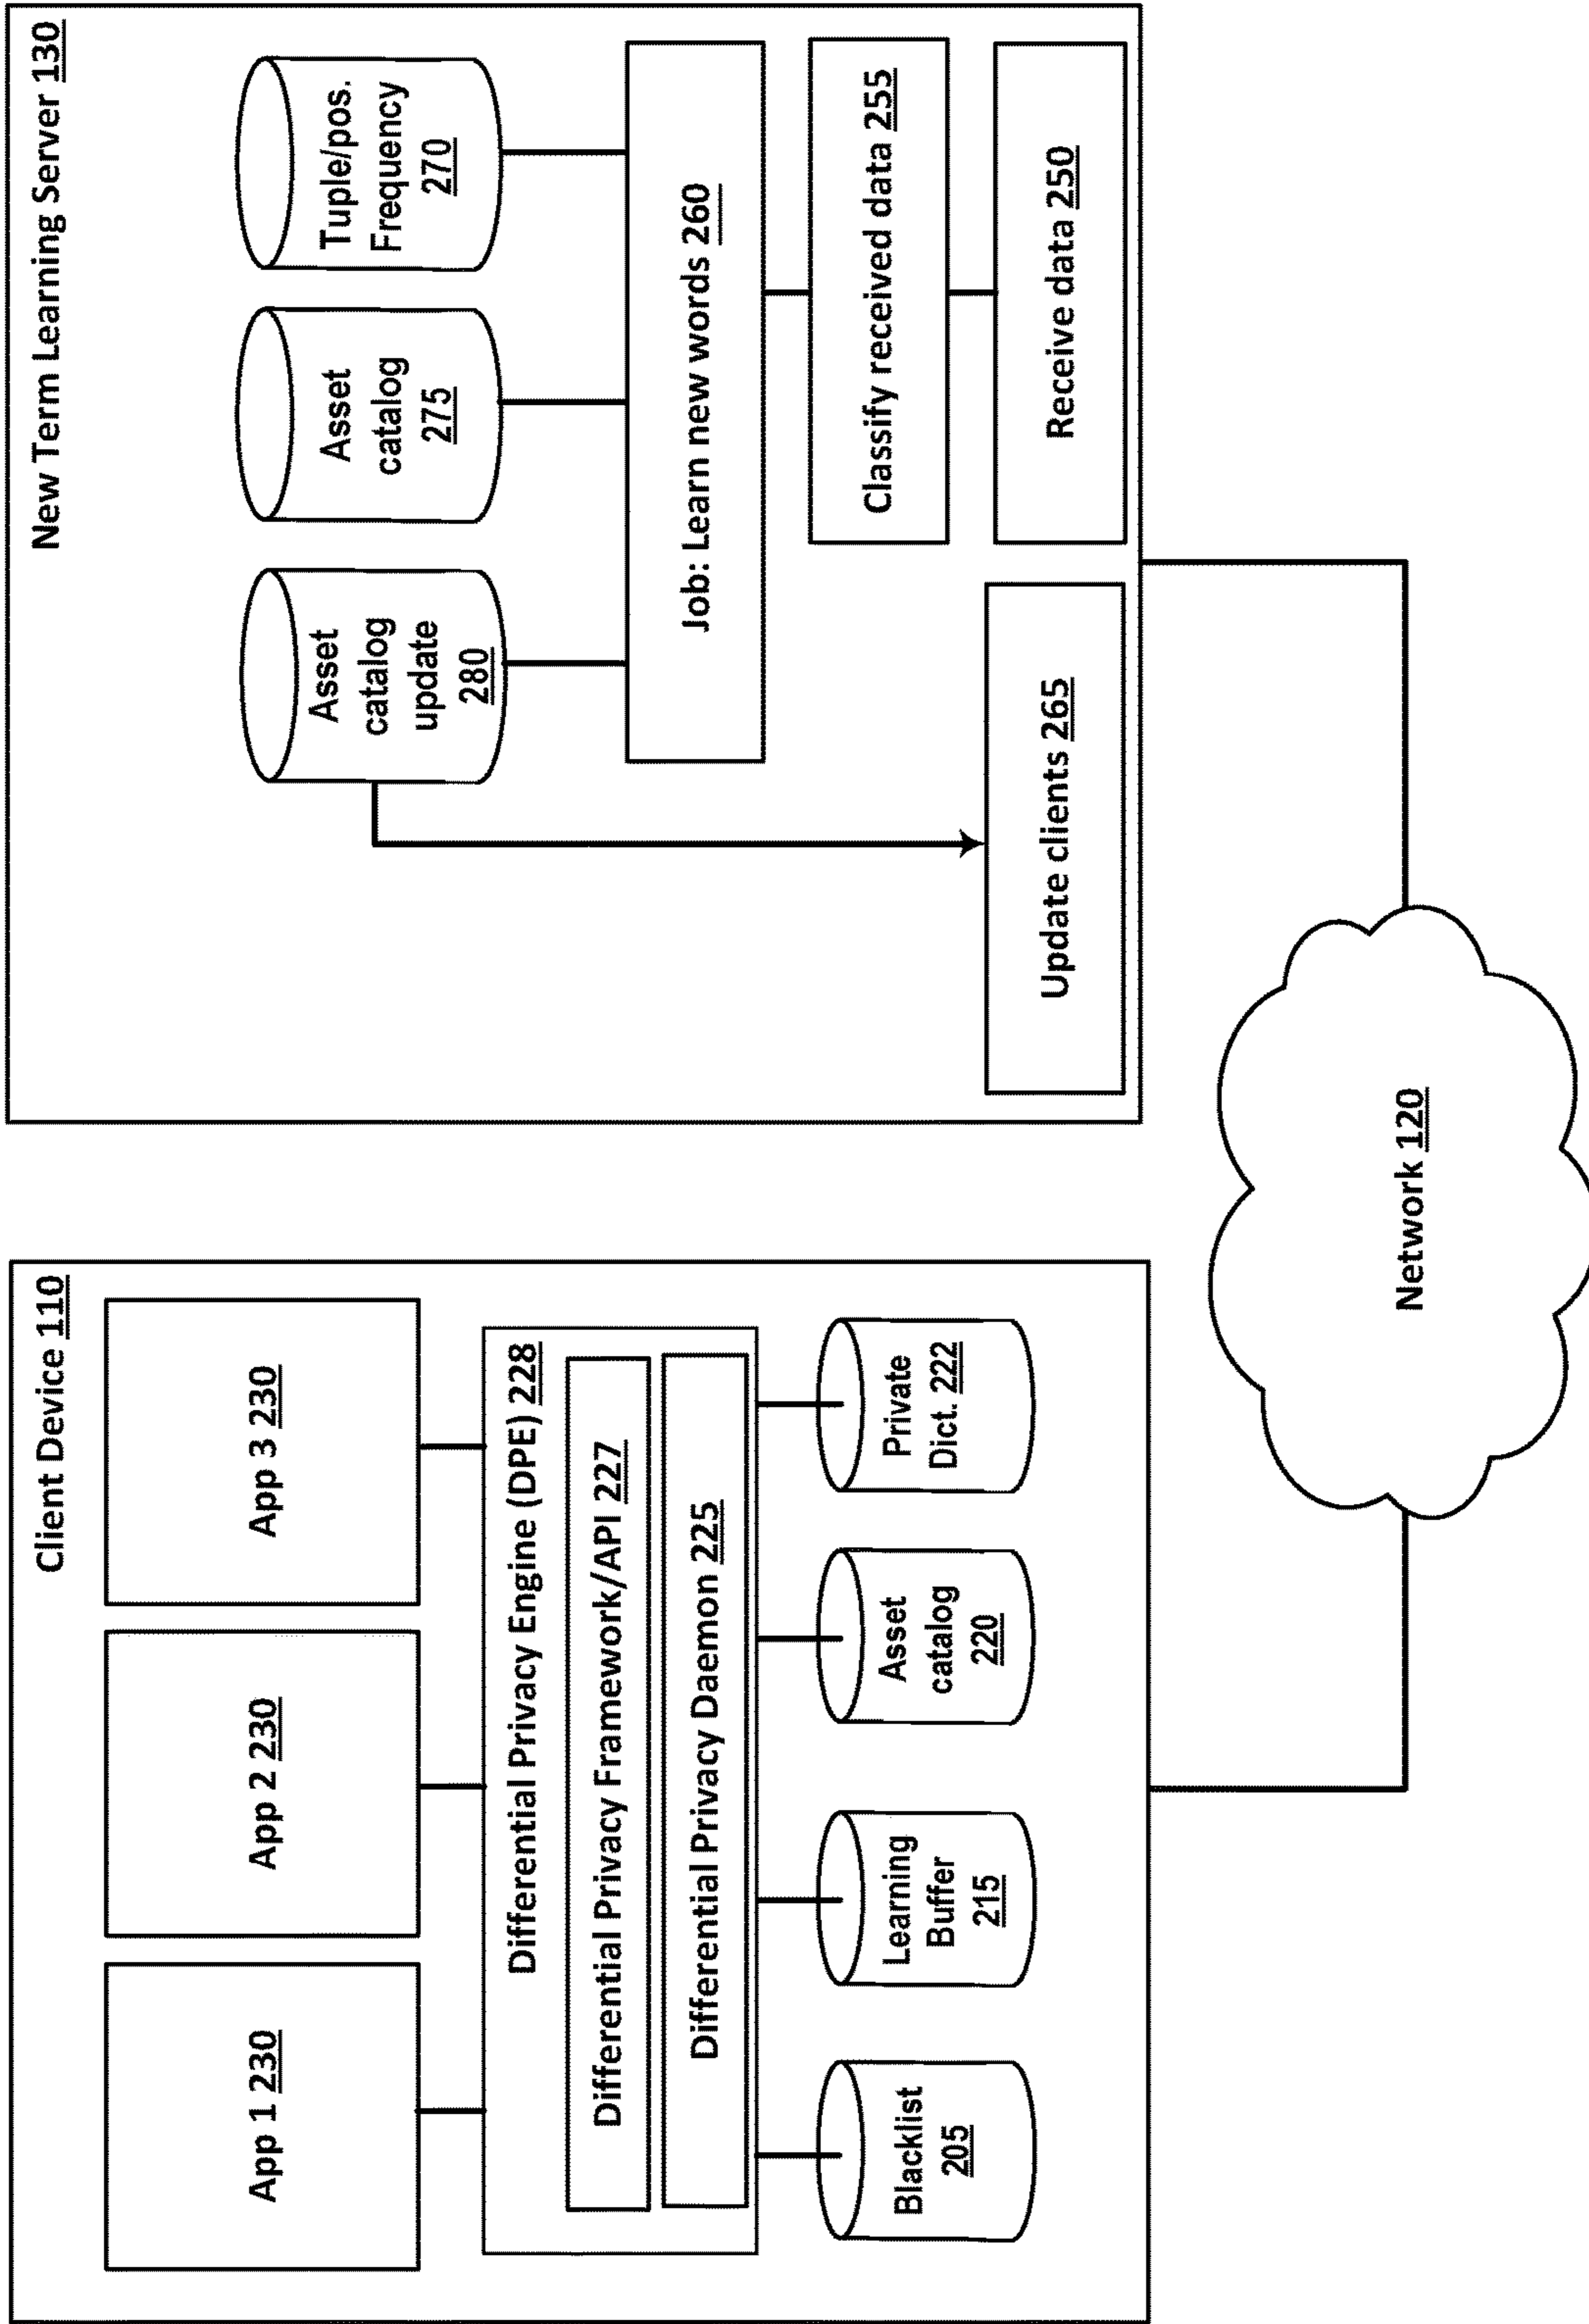 Client Device 110
App 1 230
App 2 230
App 3 230
Differential Privacy Engine (DPE) 228
Differential Privacy Framework/API 227
Differential Privacy Daemon 225
Blacklist
205
Learning
Buffer
215
Asset
catalog
220
Private
Dict. 222
New Term Learning Server 130
Asset
catalog
update
280
Asset
catalog
275
Tuple/pos.
Frequency
270
Job: Learn new words 260
Classify received data 255
Update clients 265
Receive data 250
Network 120